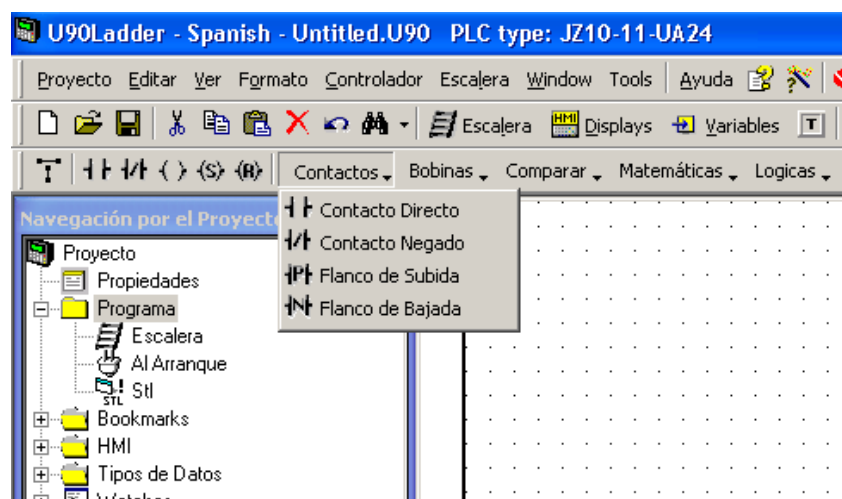 U90Ladder - Spanish - Untitled.U90 PLC type: JZ10-11-UA24
Proyecto Editar Ver Formato Controlador Escalera Window Tools Ayuda
Escalera HMI Displays Variables T
T (S) (R) Contactos Bobinas Comparar Matemáticas Logicas
Navegación por el Proyecto
Contacto Directo
Contacto Negado
P Flanco de Subida
N Flanco de Bajada
Proyecto
Propiedades
Programa
Escalera
Al Arranque
STL Stl
Bookmarks
HMI
Tipos de Datos